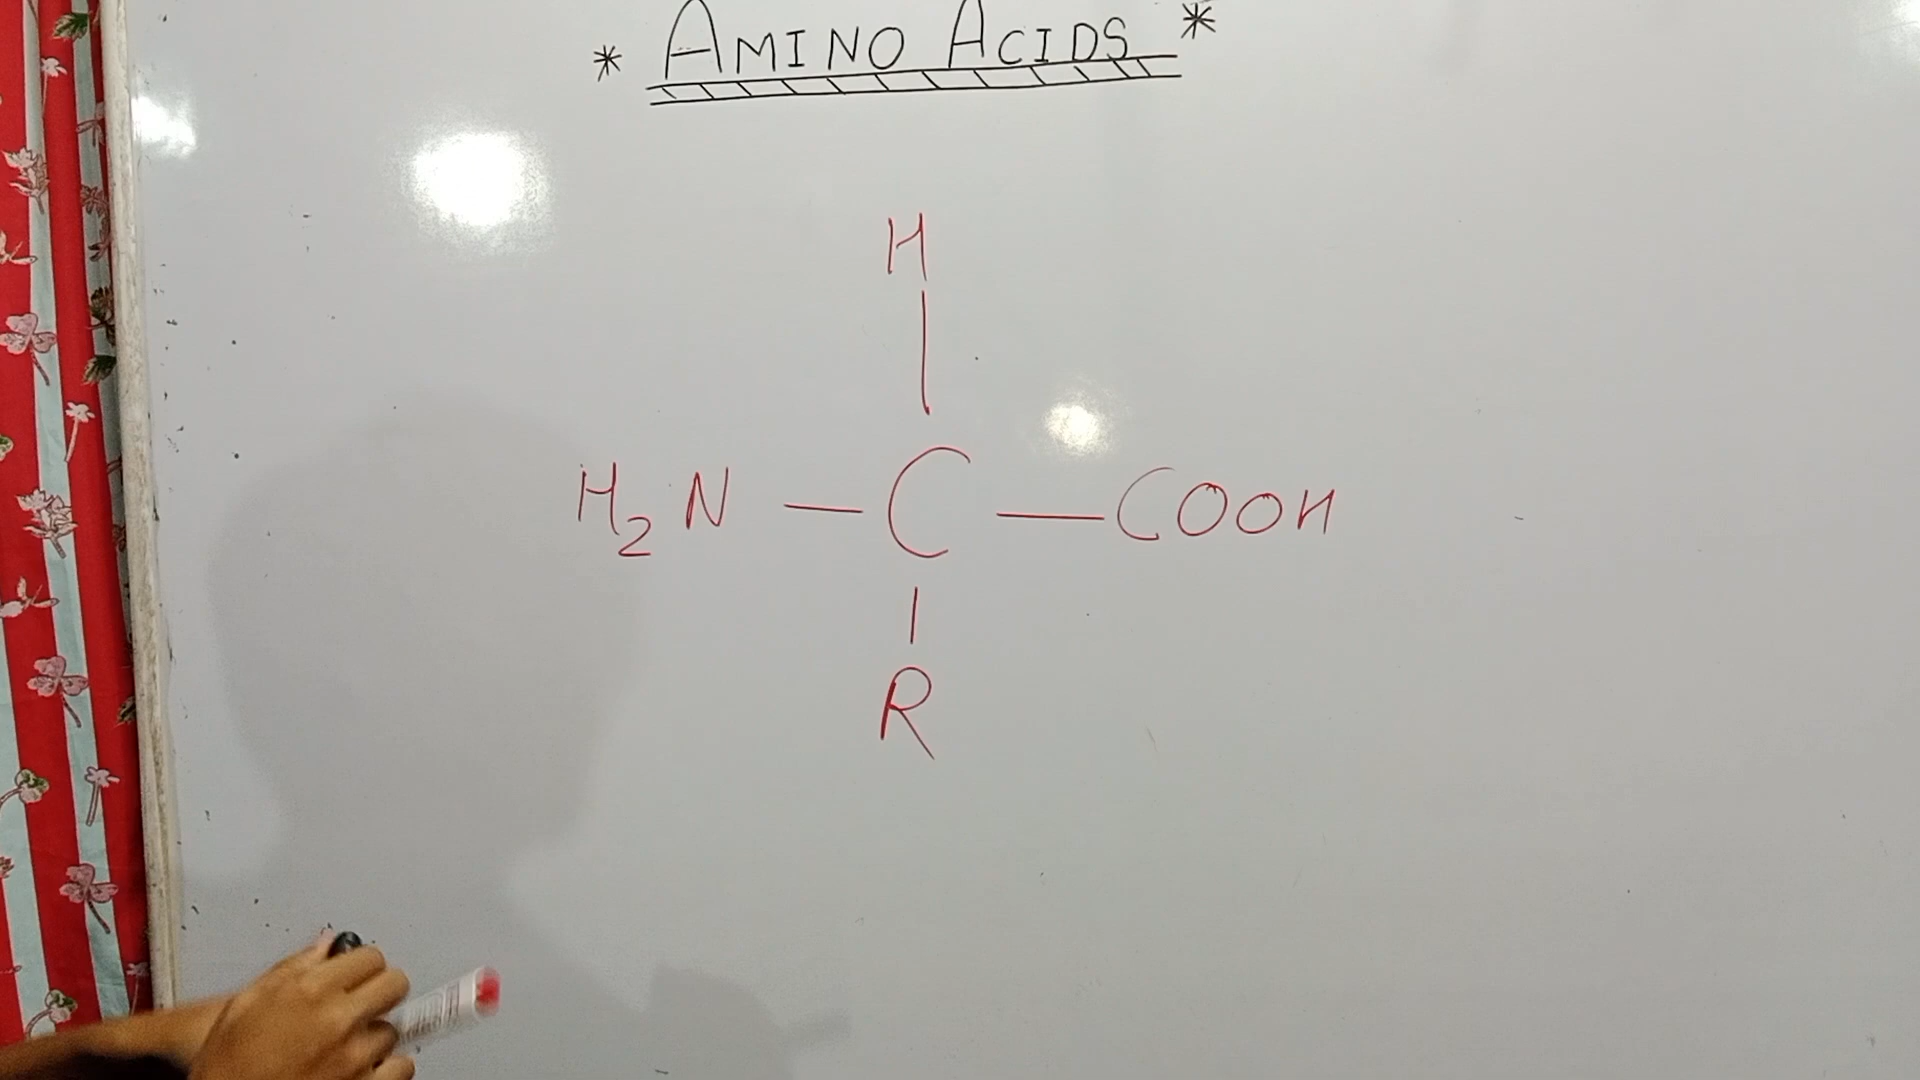 * AMINO ACIDS *
H
H₂N — C — COOH
R